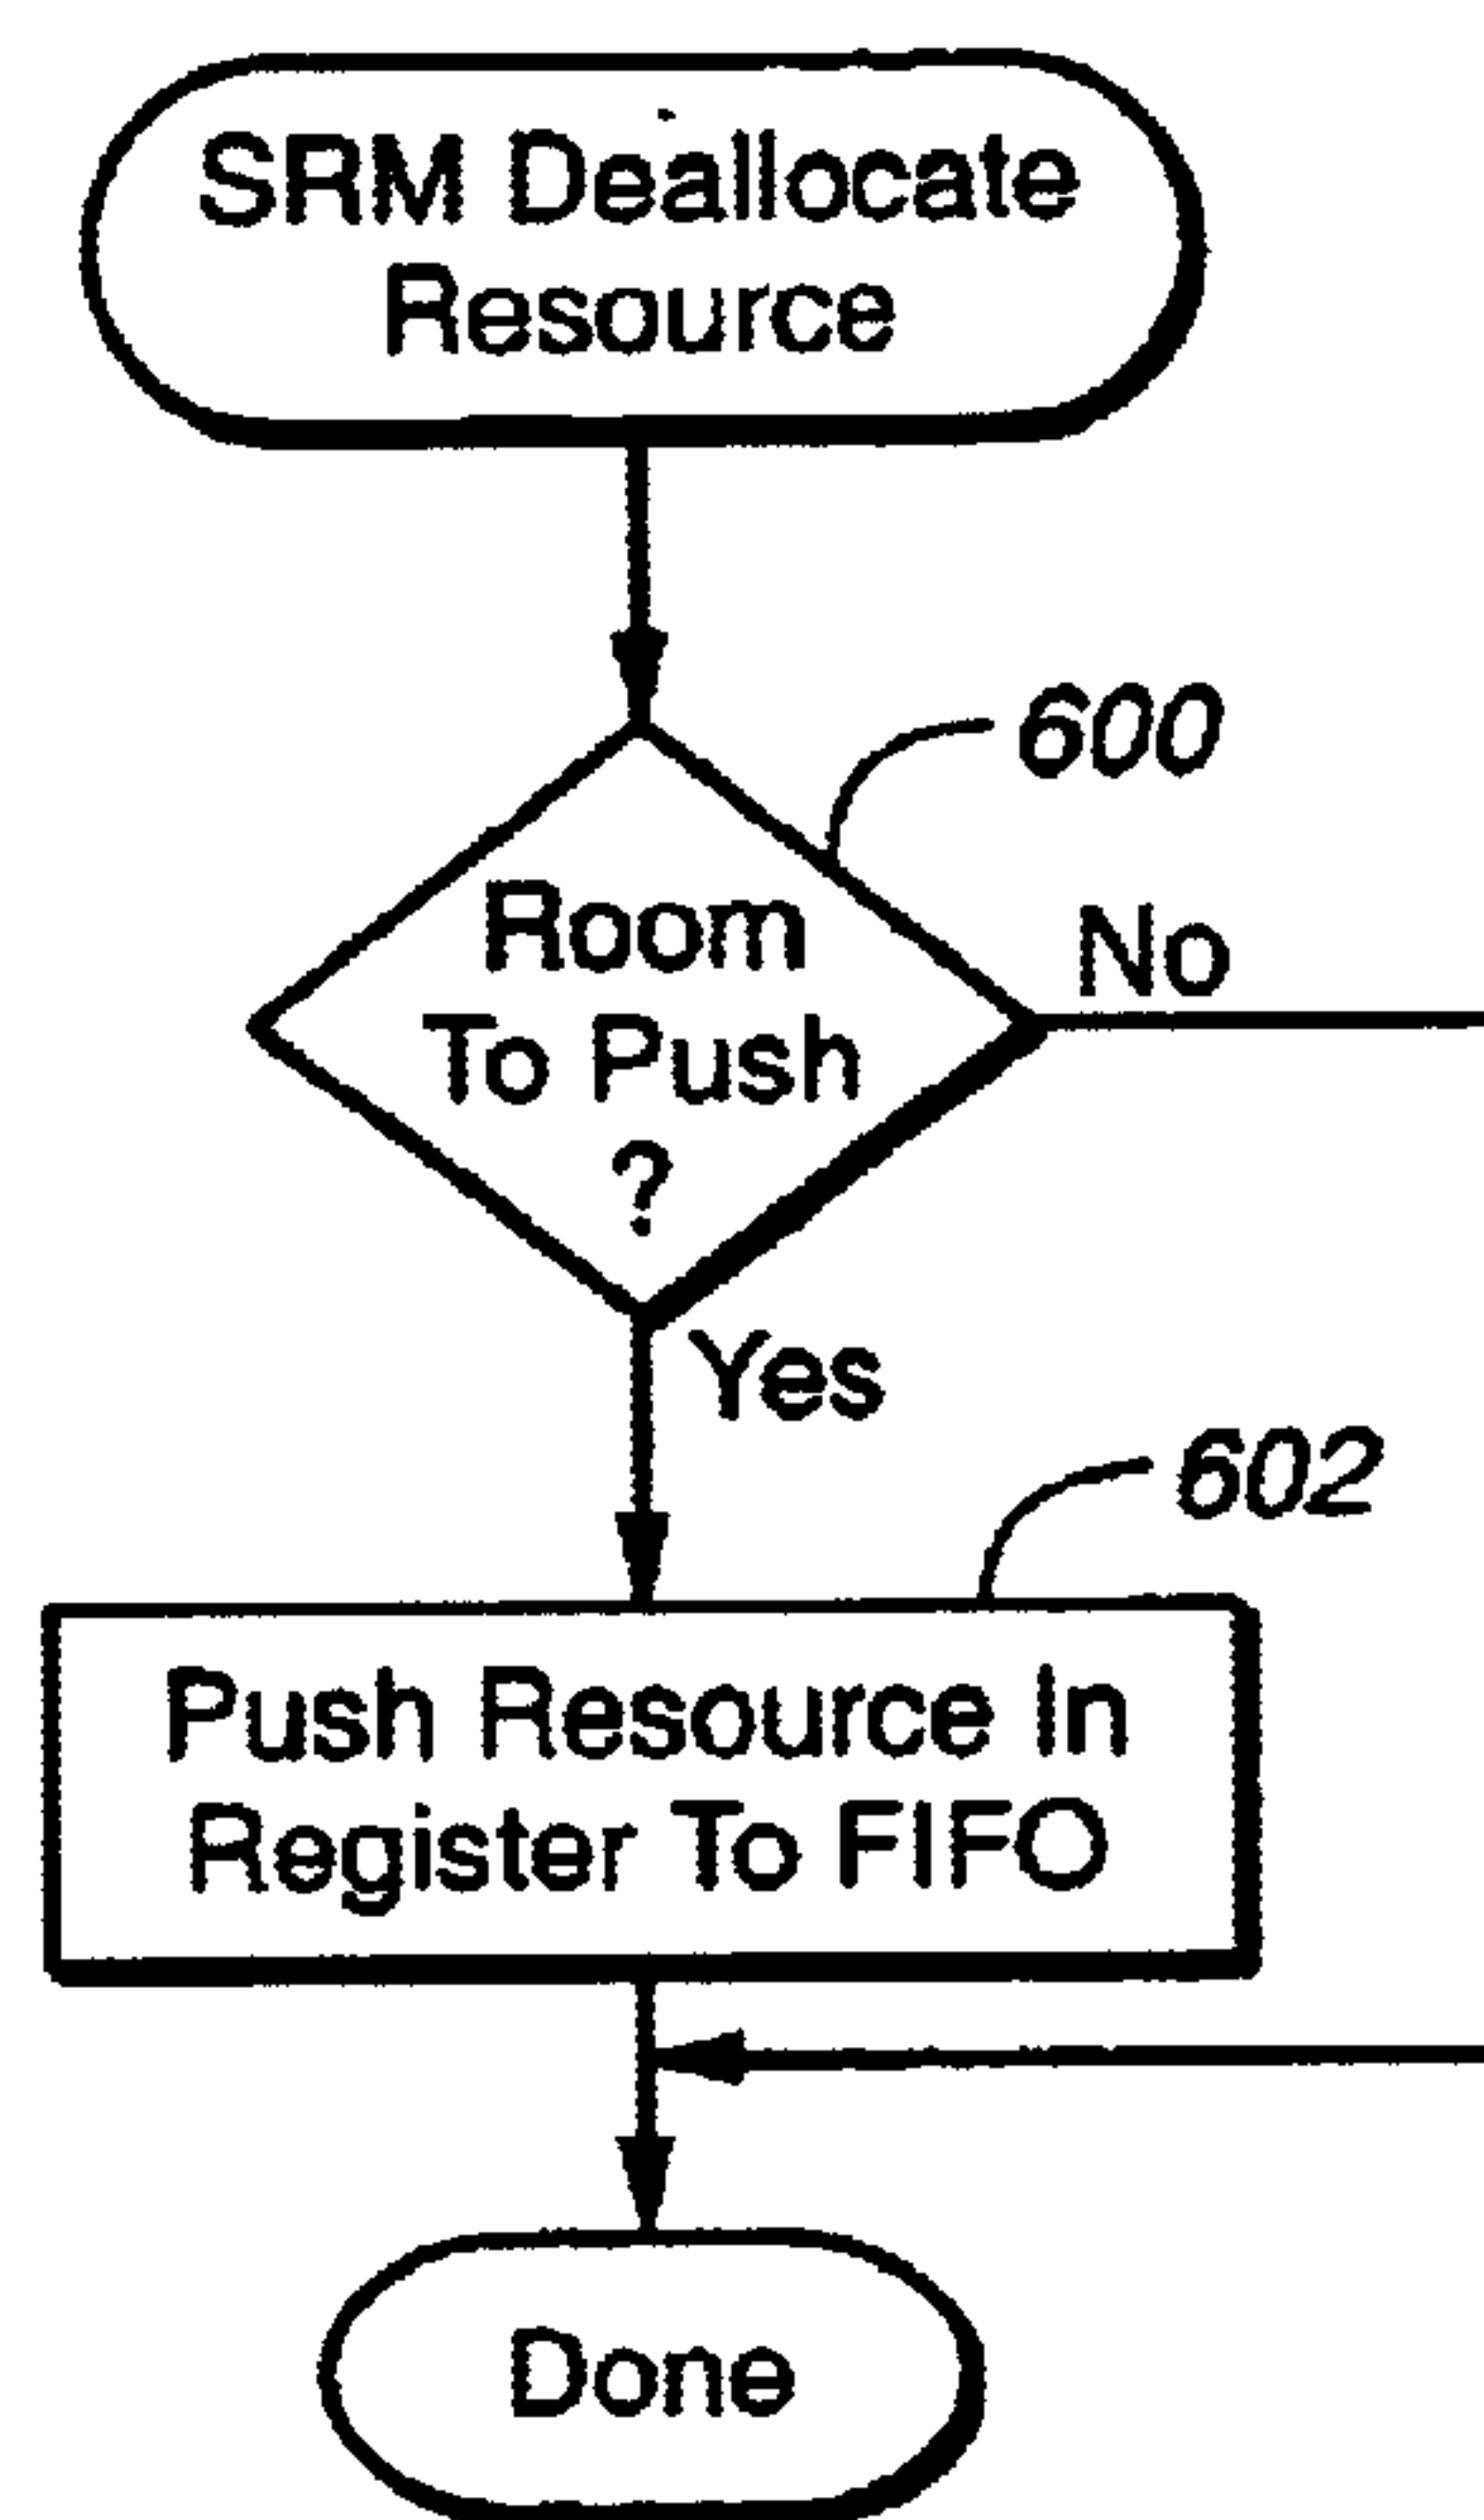 SRM Deallocate
Resource
600
Room
To Push
?
No
Yes
602
Push Resource In
Register To FIFO
Done